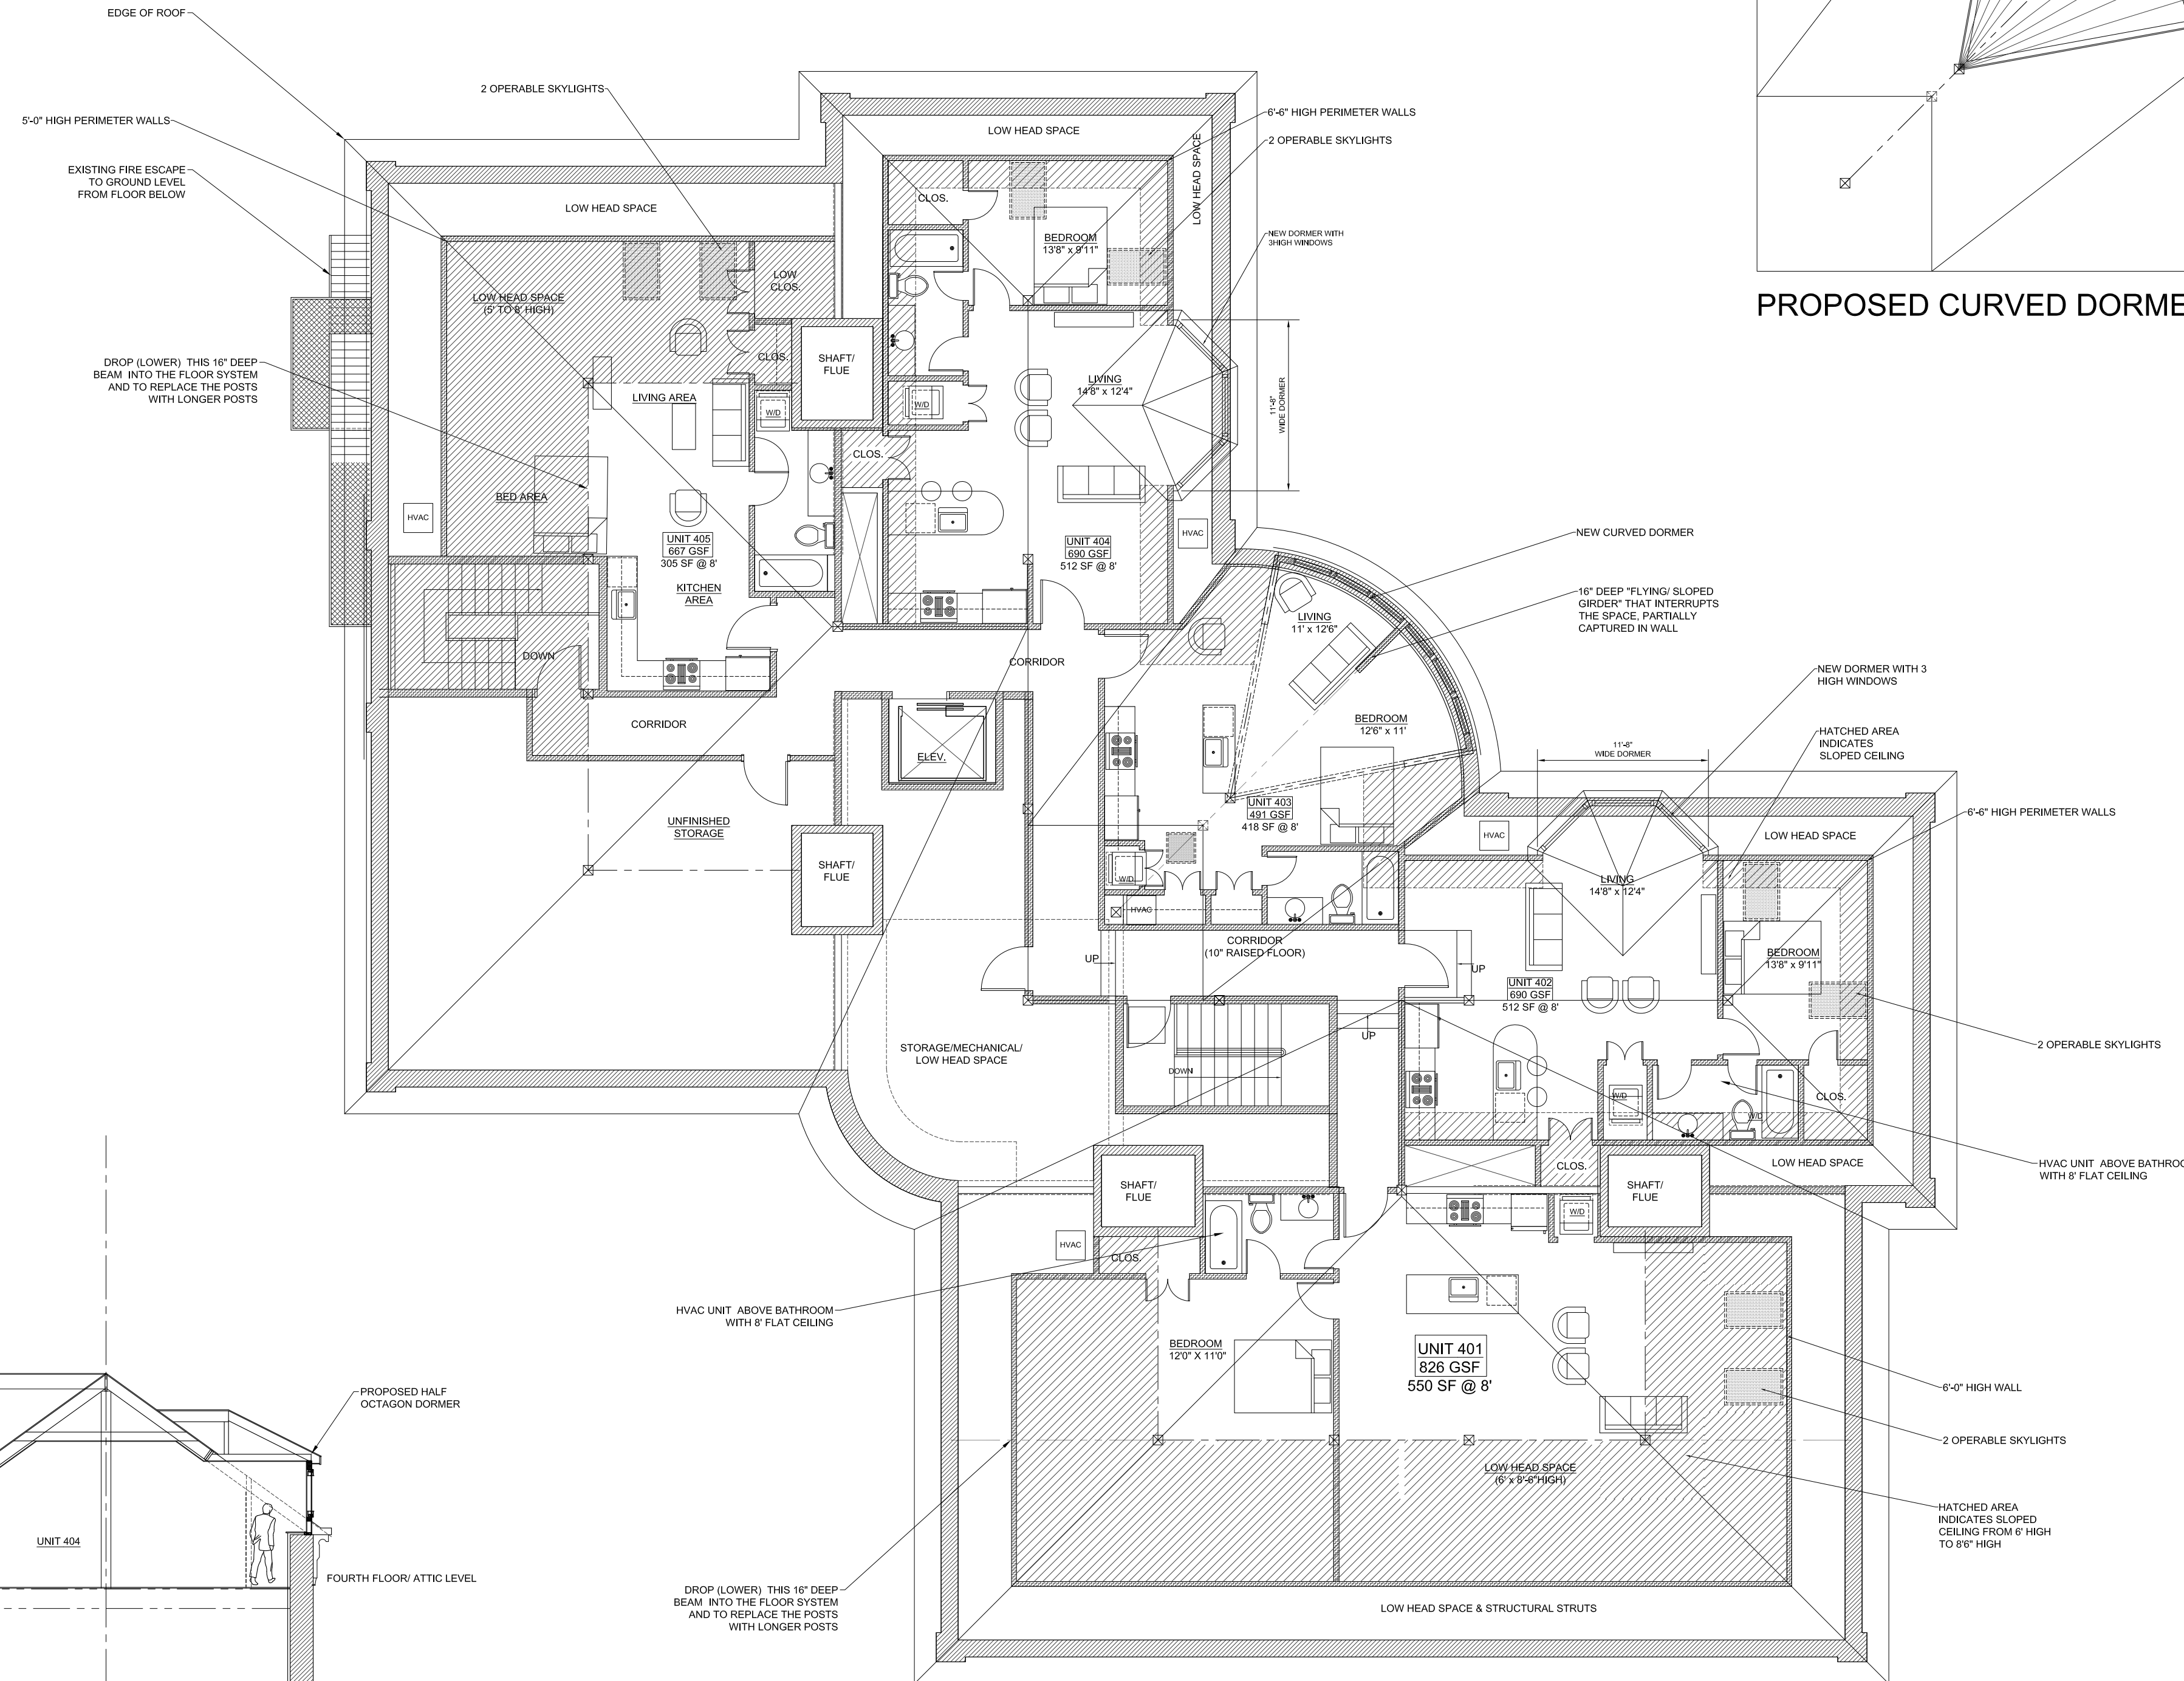 EDGE OF ROOF
2 OPERABLE SKYLIGHTS
5'-0" HIGH PERIMETER WALLS
EXISTING FIRE ESCAPE
TO GROUND LEVEL
FROM FLOOR BELOW
DROP (LOWER) THIS 16" DEEP
BEAM INTO THE FLOOR SYSTEM
AND TO REPLACE THE POSTS
WITH LONGER POSTS
LOW HEAD SPACE
LOW HEAD SPACE
LOW HEAD SPACE
6'-6" HIGH PERIMETER WALLS
2 OPERABLE SKYLIGHTS
NEW DORMER WITH
3HIGH WINDOWS
PROPOSED CURVED DORME
LOW HEAD SPACE
(5' TO 8' HIGH)
LOW
CLOS.
CLOS.
SHAFT/
FLUE
LIVING AREA
W/D
BED AREA
HVAC
UNIT 405
667 GSF
305 SF @ 8'
KITCHEN
AREA
DOWN
CLOS.
BEDROOM
13'8" x 9'11"
LIVING
14'8" x 12'4"
W/D
CLOS.
11'-8"
WIDE DORMER
HVAC
UNIT 404
690 GSF
512 SF @ 8'
CORRIDOR
CORRIDOR
ELEV.
UNFINISHED
STORAGE
SHAFT/
FLUE
NEW CURVED DORMER
16" DEEP "FLYING/ SLOPED
GIRDER" THAT INTERRUPTS
THE SPACE, PARTIALLY
CAPTURED IN WALL
LIVING
11' x 12'6"
BEDROOM
12'6" x 11'
UNIT 403
491 GSF
418 SF @ 8'
W/D
HVAC
NEW DORMER WITH 3
HIGH WINDOWS
HATCHED AREA
INDICATES
SLOPED CEILING
11'-8"
WIDE DORMER
6'-6" HIGH PERIMETER WALLS
HVAC
LOW HEAD SPACE
LIVING
14'8" x 12'4"
BEDROOM
13'8" x 9'11"
CORRIDOR
(10" RAISED FLOOR)
UP
UP
UP
UNIT 402
690 GSF
512 SF @ 8'
2 OPERABLE SKYLIGHTS
STORAGE/MECHANICAL/
LOW HEAD SPACE
DOWN
W/D
W/D
CLOS.
CLOS.
LOW HEAD SPACE
HVAC UNIT ABOVE BATHROO
WITH 8' FLAT CEILING
SHAFT/
FLUE
SHAFT/
FLUE
W/D
HVAC
CLOS.
HVAC UNIT ABOVE BATHROOM
WITH 8' FLAT CEILING
BEDROOM
12'0" X 11'0"
UNIT 401
826 GSF
550 SF @ 8'
6'-0" HIGH WALL
2 OPERABLE SKYLIGHTS
LOW HEAD SPACE
(6' x 8'-6"HIGH)
HATCHED AREA
INDICATES SLOPED
CEILING FROM 6' HIGH
TO 8'6" HIGH
DROP (LOWER) THIS 16" DEEP
BEAM INTO THE FLOOR SYSTEM
AND TO REPLACE THE POSTS
WITH LONGER POSTS
LOW HEAD SPACE & STRUCTURAL STRUTS
PROPOSED HALF
OCTAGON DORMER
UNIT 404
FOURTH FLOOR/ ATTIC LEVEL